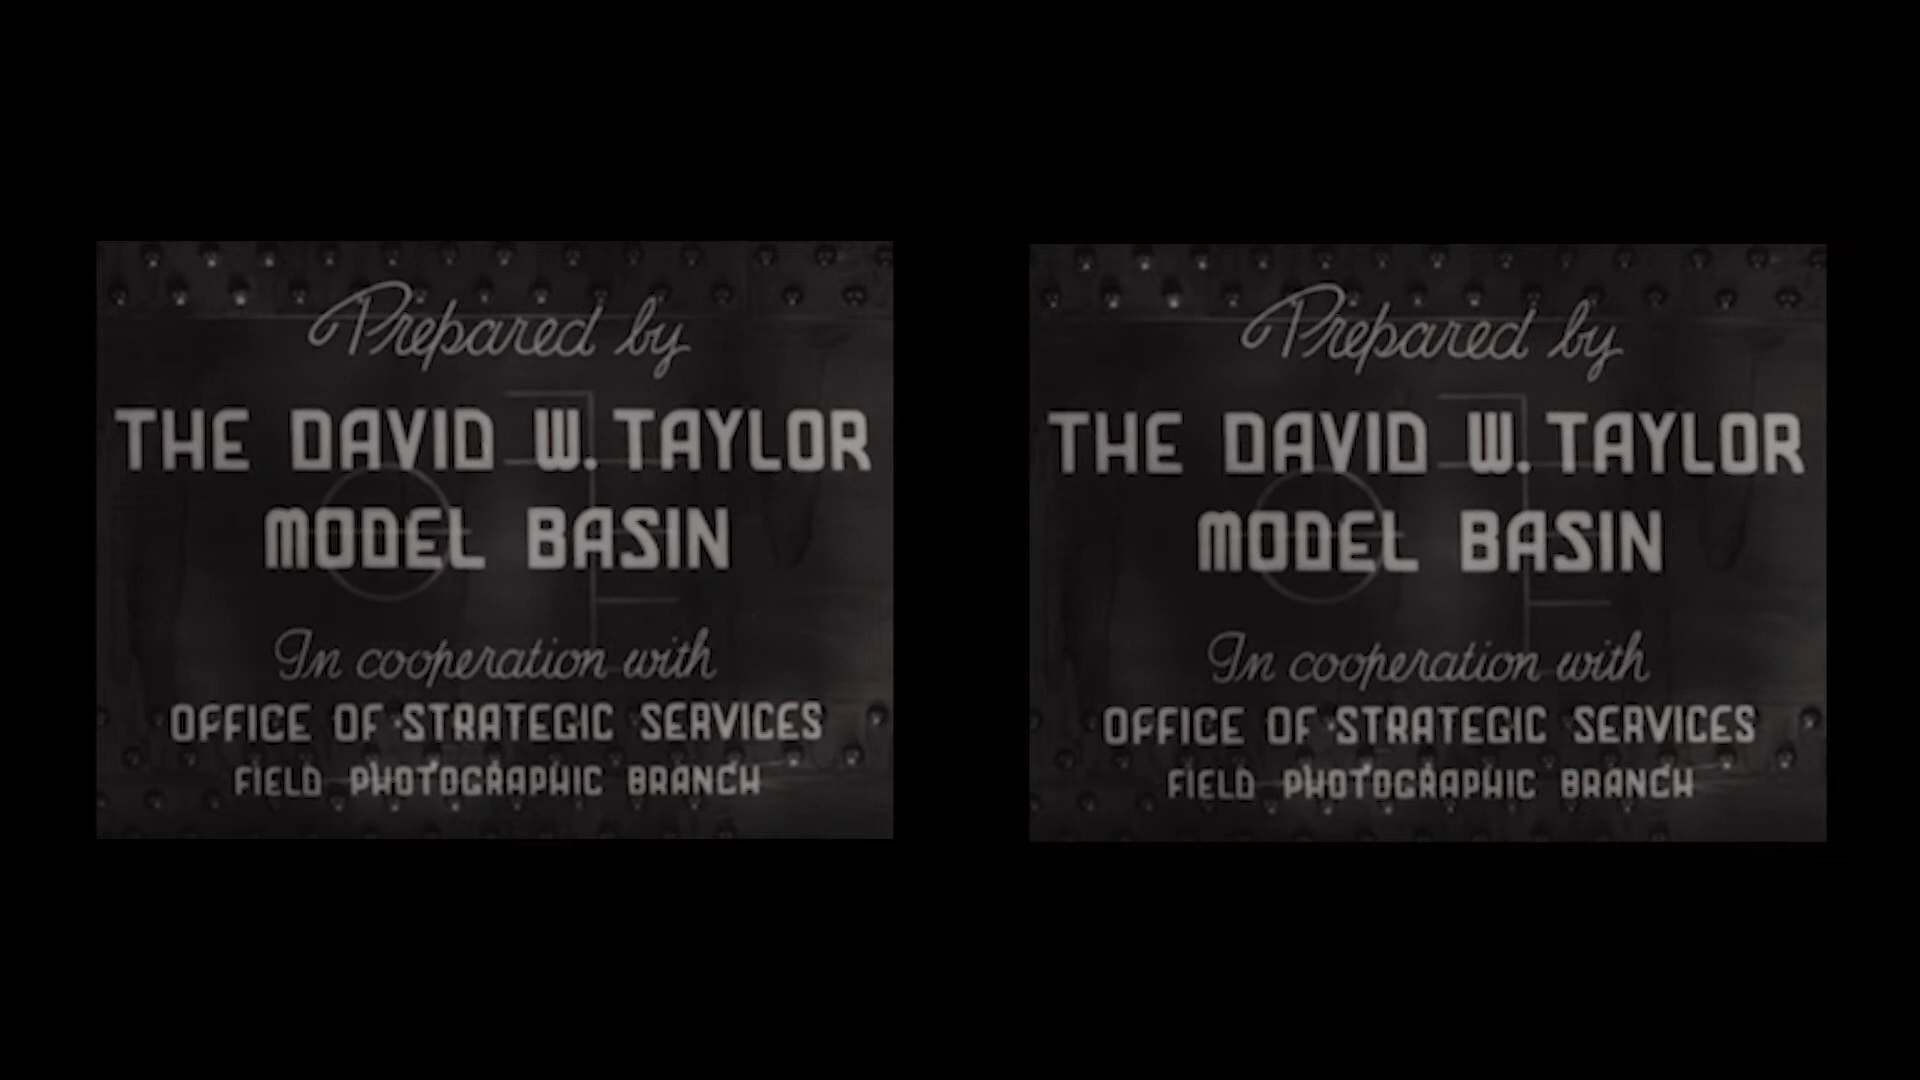 Prepared by
THE DAVID W. TAYLOR
MODEL BASIN
In cooperation with
OFFICE OF STRATEGIC SERVICES
FIELD PHOTOGRAPHIC BRANCH
Prepared by
THE DAVID W. TAYLOR
MODEL BASIN
In cooperation with
OFFICE OF STRATEGIC SERVICES
FIELD PHOTOGRAPHIC BRANCH